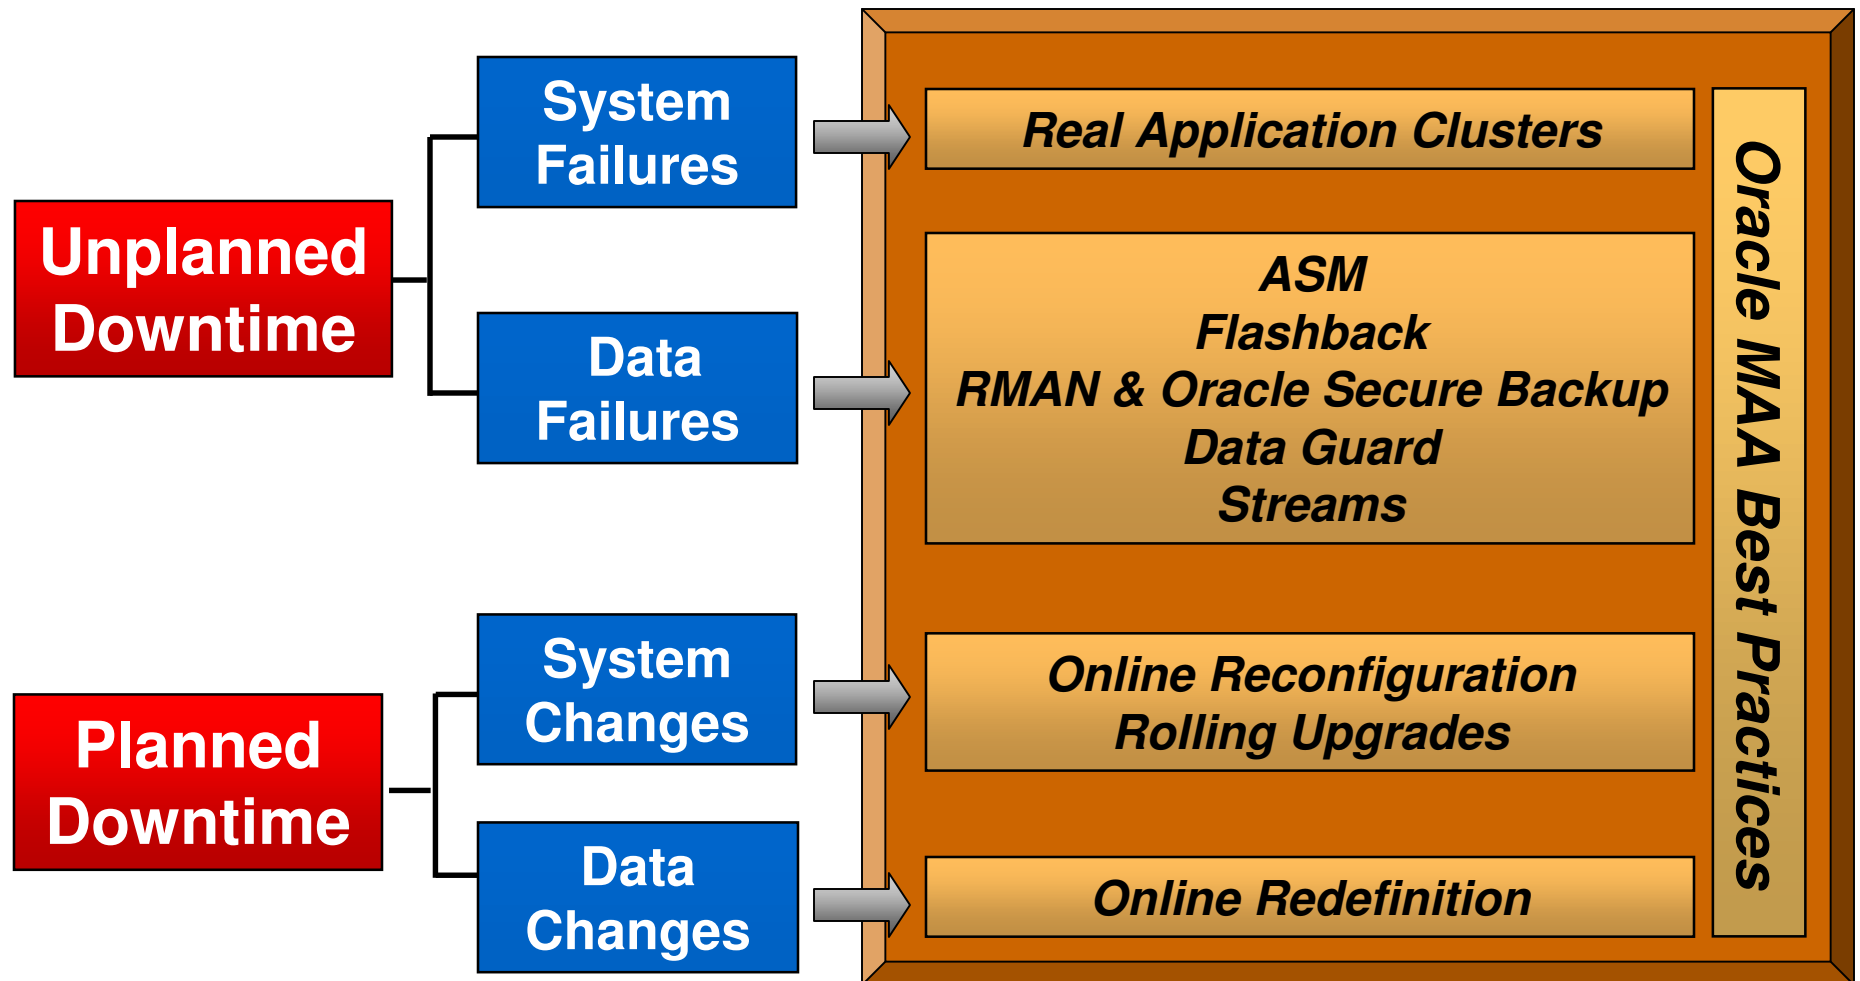 Unplanned
Downtime
System
Failures
Real Application Clusters
Data
Failures
ASM
Flashback
RMAN & Oracle Secure Backup
Data Guard
Streams
Planned
Downtime
System
Changes
Online Reconfiguration
Rolling Upgrades
Data
Changes
Online Redefinition
Oracle MAA Best Practices